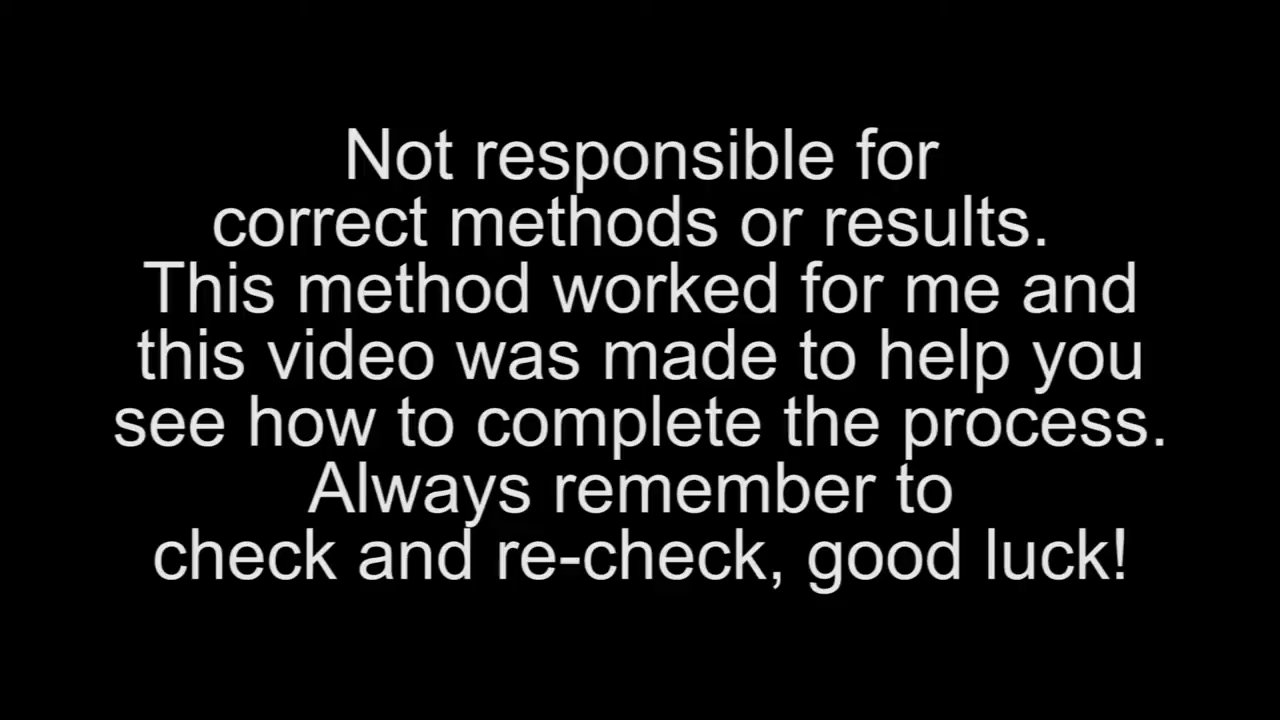 Not responsible for
correct methods or results.
This method worked for me and
this video was made to help you
see how to complete the process.
Always remember to
check and re-check, good luck!